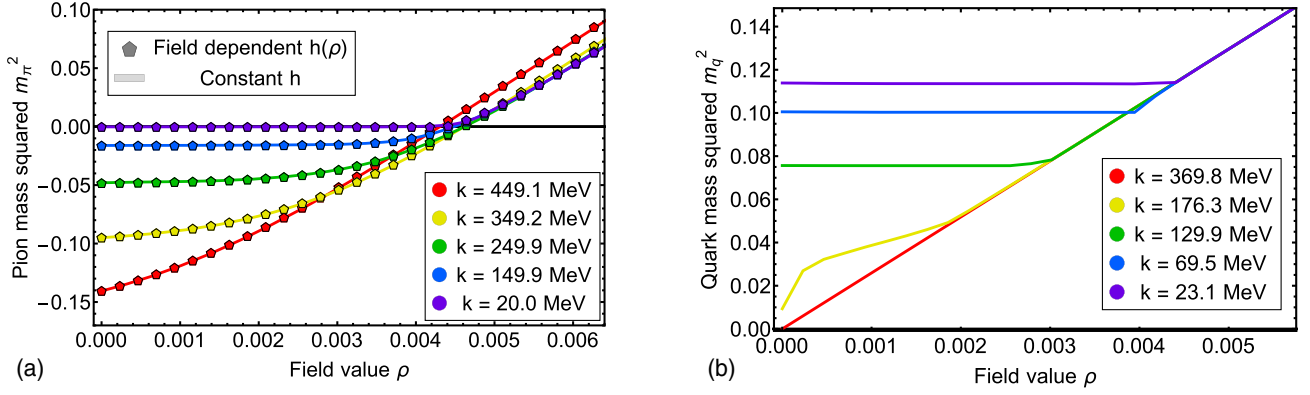 Pion mass squared m_π^2
0.10
0.05
0.00
−0.05
−0.10
−0.15
Field dependent h(ρ)
Constant h
k = 449.1 MeV
k = 349.2 MeV
k = 249.9 MeV
k = 149.9 MeV
k = 20.0 MeV
0.000 0.001 0.002 0.003 0.004 0.005 0.006
(a)
Field value ρ
Quark mass squared m_q^2
0.14
0.12
0.10
0.08
0.06
0.04
0.02
0.00
k = 369.8 MeV
k = 176.3 MeV
k = 129.9 MeV
k = 69.5 MeV
k = 23.1 MeV
0.000 0.001 0.002 0.003 0.004 0.005
(b)
Field value ρ